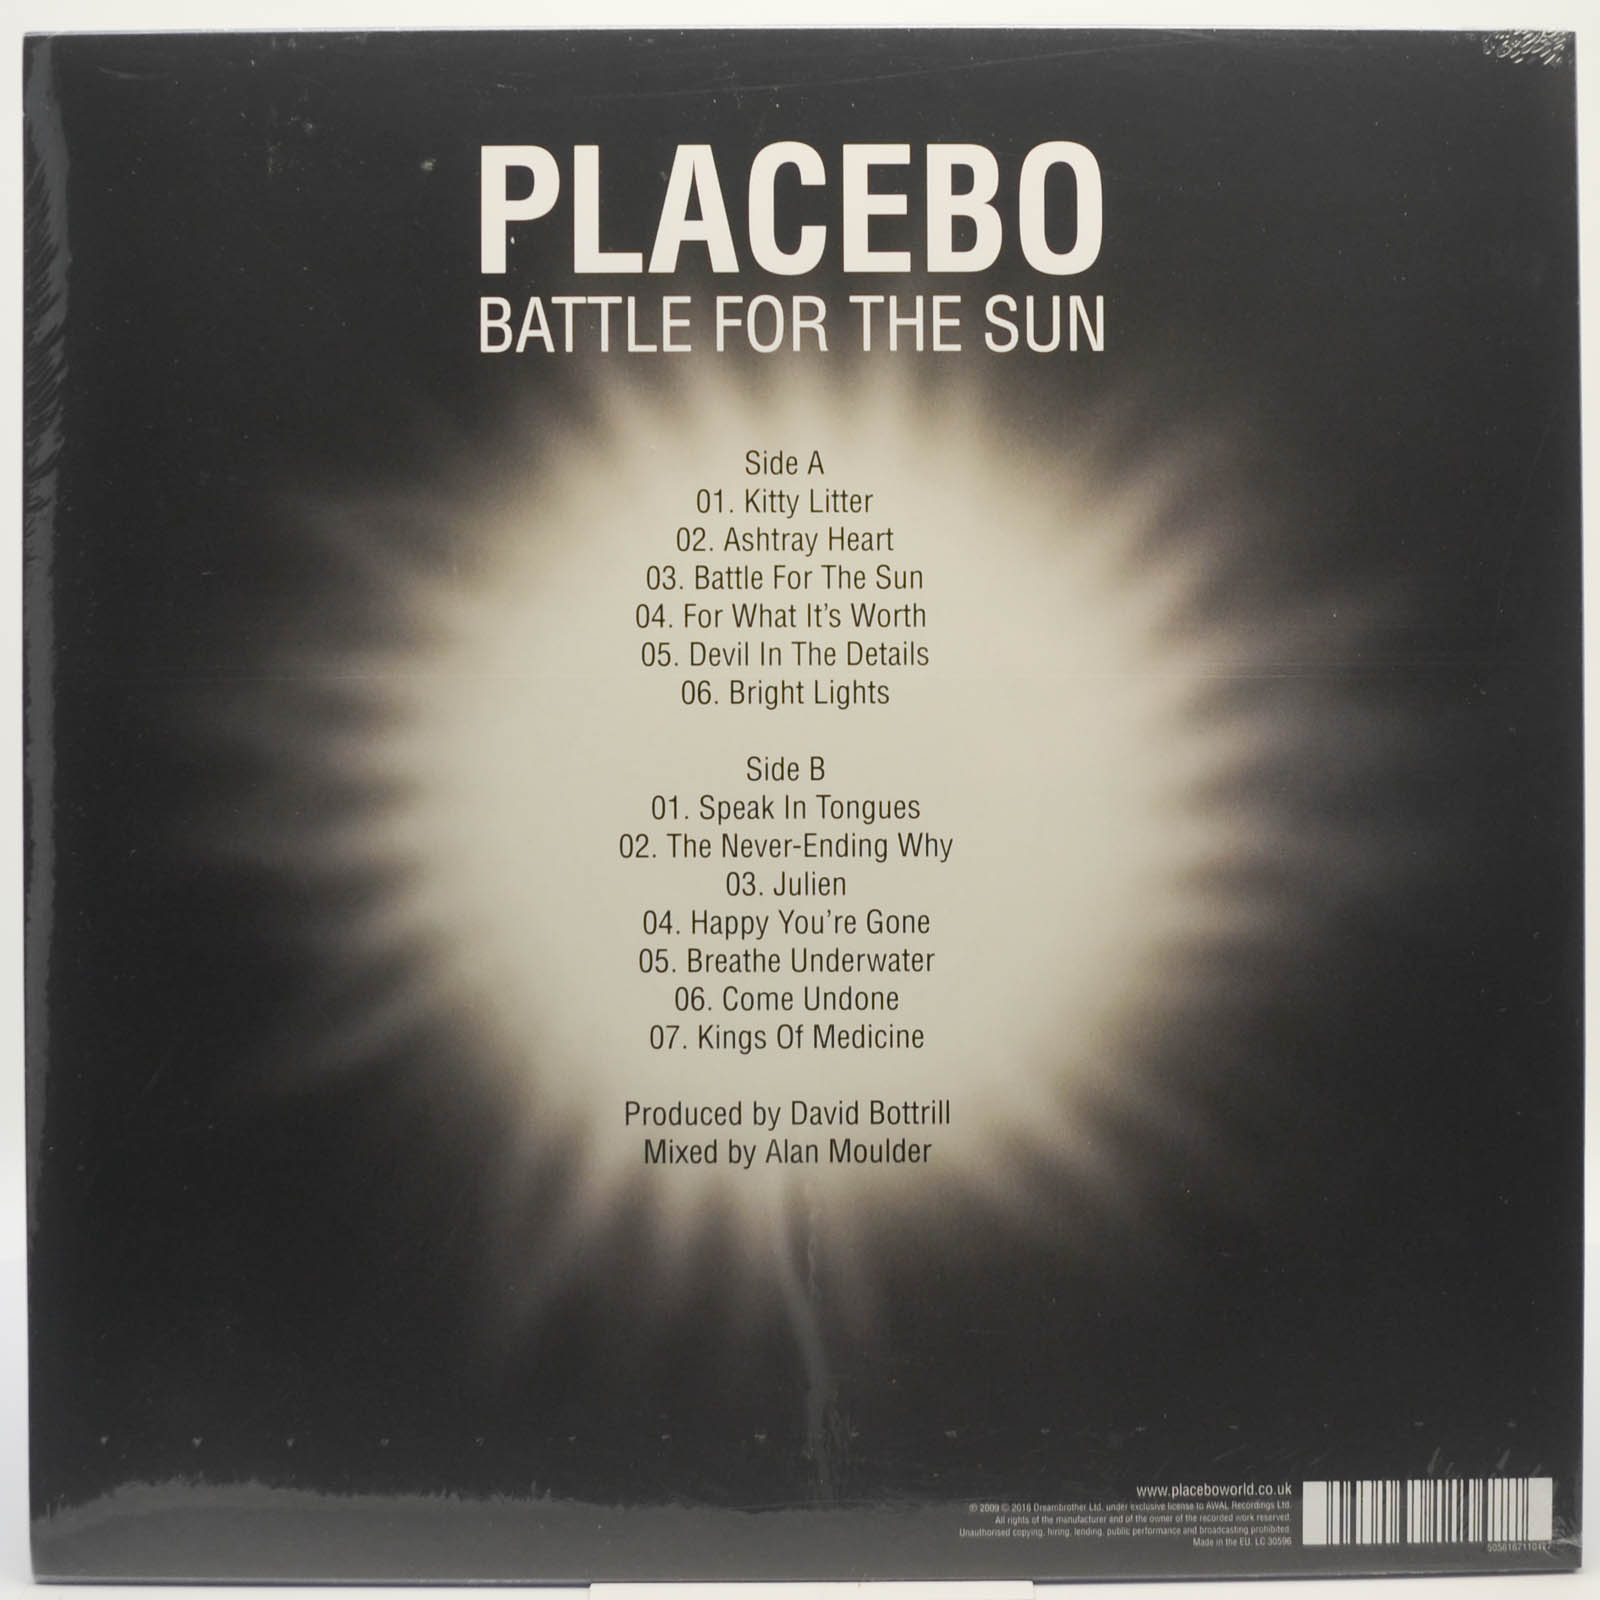 PLACEBO
BATTLE FOR THE SUN
Side A
01. Kitty Litter
02. Ashtray Heart
03. Battle For The Sun
04. For What It's Worth
05. Devil In The Details
06. Bright Lights
Side B
01. Speak In Tongues
02. The Never-Ending Why
03. Julien
04. Happy You're Gone
05. Breathe Underwater
06. Come Undone
07. Kings Of Medicine
Produced by David Bottrill
Mixed by Alan Moulder
www.placeboworld.co.uk
℗ 2009 © 2018 Dreambrother Ltd. under exclusive license to AWAL Recordings Ltd.
All rights of the manufacturer and of the owner of the recorded work reserved.
Unauthorised copying, hiring, lending, public performance and broadcasting prohibited.
Made in the EU. LC 30596